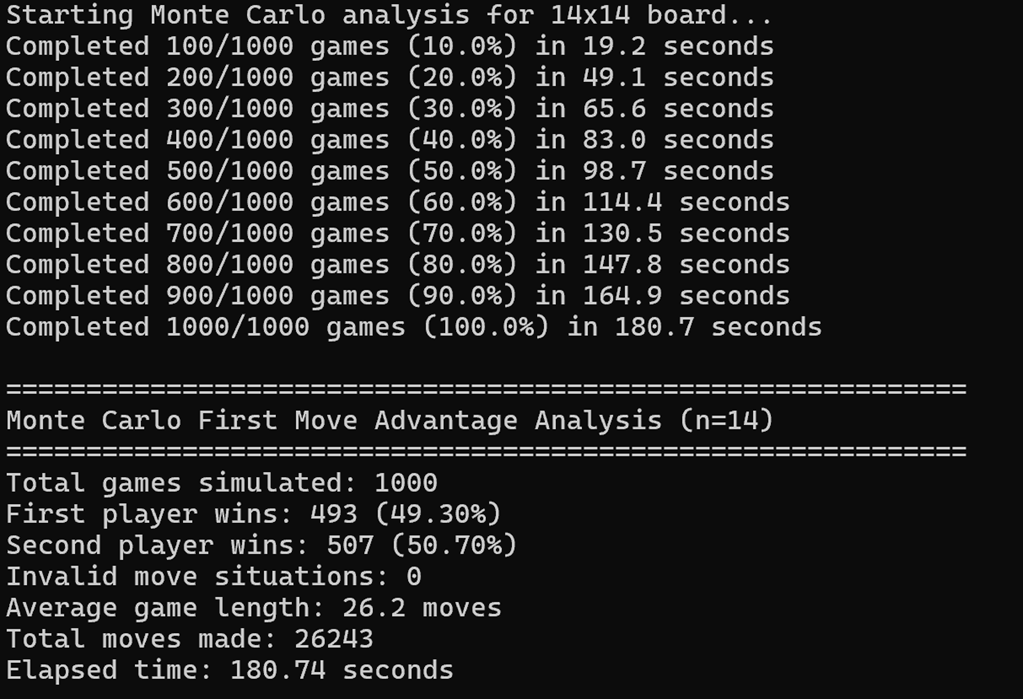 Starting Monte Carlo analysis for 14x14 board...
Completed 100/1000 games (10.0%) in 19.2 seconds
Completed 200/1000 games (20.0%) in 49.1 seconds
Completed 300/1000 games (30.0%) in 65.6 seconds
Completed 400/1000 games (40.0%) in 83.0 seconds
Completed 500/1000 games (50.0%) in 98.7 seconds
Completed 600/1000 games (60.0%) in 114.4 seconds
Completed 700/1000 games (70.0%) in 130.5 seconds
Completed 800/1000 games (80.0%) in 147.8 seconds
Completed 900/1000 games (90.0%) in 164.9 seconds
Completed 1000/1000 games (100.0%) in 180.7 seconds
============================================================
Monte Carlo First Move Advantage Analysis (n=14)
============================================================
Total games simulated: 1000
First player wins: 493 (49.30%)
Second player wins: 507 (50.70%)
Invalid move situations: 0
Average game length: 26.2 moves
Total moves made: 26243
Elapsed time: 180.74 seconds